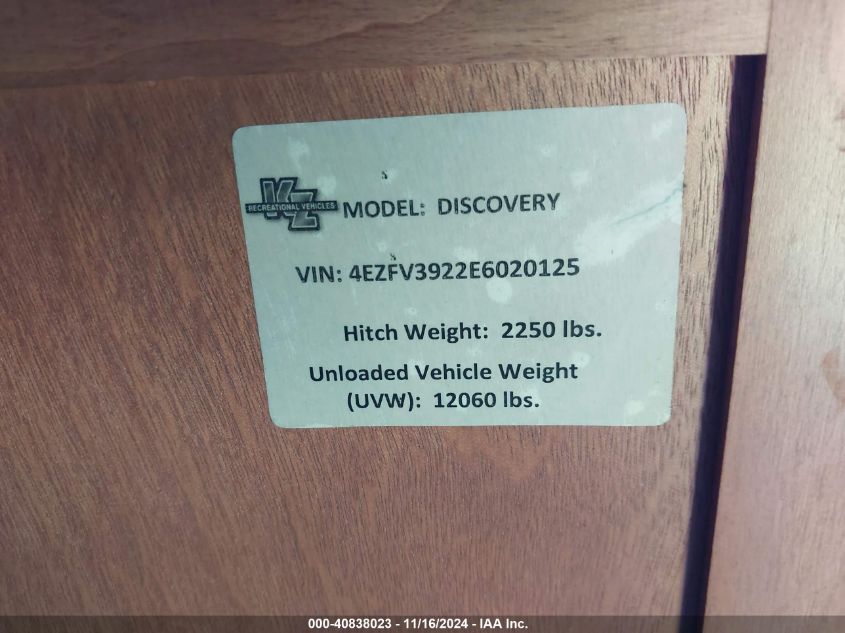 KZ
RECREATIONAL VEHICLES
MODEL: DISCOVERY
VIN: 4EZFV3922E6020125
Hitch Weight: 2250 lbs.
Unloaded Vehicle Weight
(UVW): 12060 lbs.
000-40838023 - 11/16/2024 - IAA Inc.